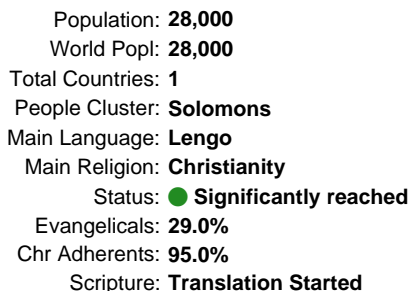 Population: 28,000
World Popl: 28,000
Total Countries: 1
People Cluster: Solomons
Main Language: Lengo
Main Religion: Christianity
Status: Significantly reached
Evangelicals: 29.0%
Chr Adherents: 95.0%
Scripture: Translation Started